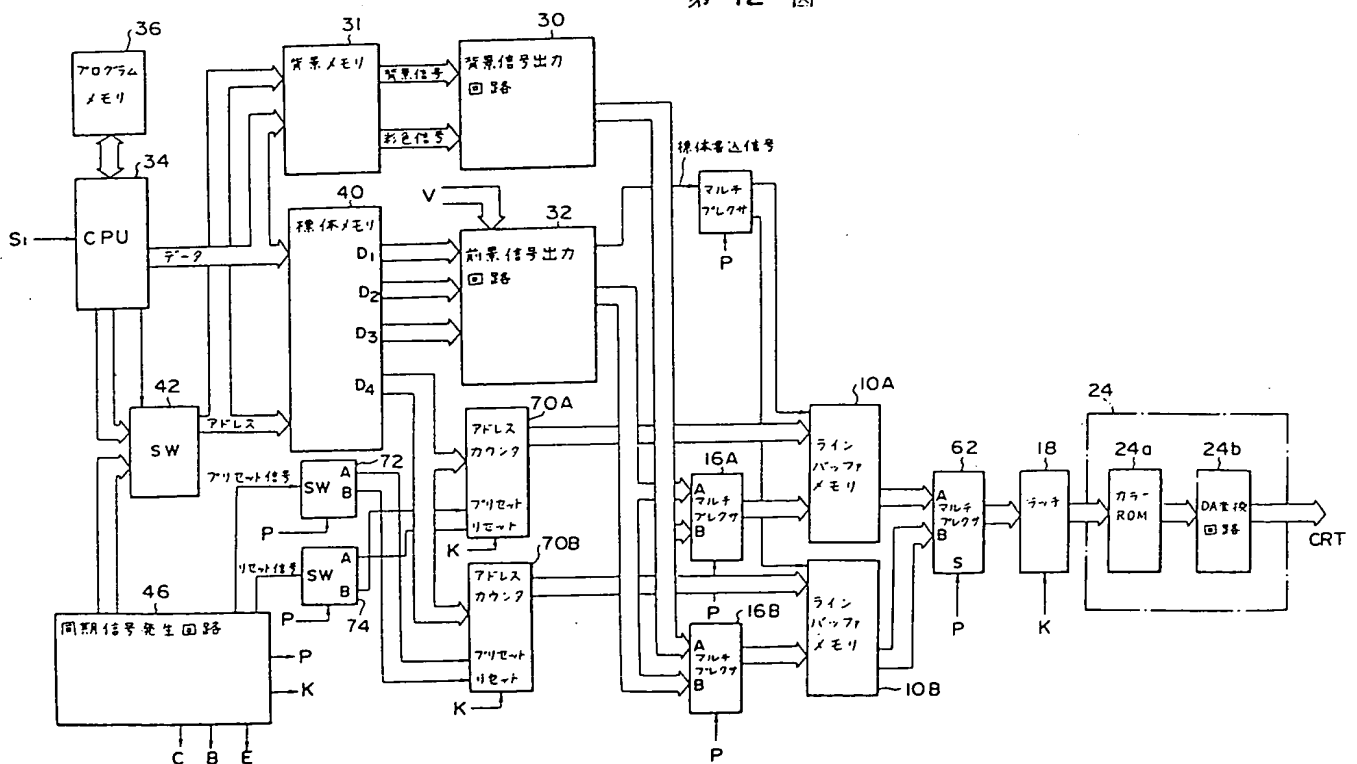 第 12 図
36
プログラム
メモリ
34
CPU
S1
データ
42
SW
アドレス
46
同期信号発生回路
P
K
C
B
E
31
背景メモリ
背景信号
彩色信号
30
背景信号出力
回路
40
標体メモリ
D1
D2
D3
D4
V
32
前景信号出力
回路
標体書込信号
マルチ
プレクサ
P
プリセット信号
72
SW
A
B
P
リセット信号
SW
A
B
P
74
70A
アドレス
カウンタ
プリセット
リセット
K
70B
アドレス
カウンタ
プリセット
リセット
K
16A
A
マルチ
プレクサ
B
P
16B
A
マルチ
プレクサ
B
P
10A
ライン
バッファ
メモリ
ライン
バッファ
メモリ
10B
62
A
マルチ
プレクサ
B
S
P
18
ラッチ
K
24
24a
カラー
ROM
24b
DA変換
回路
CRT